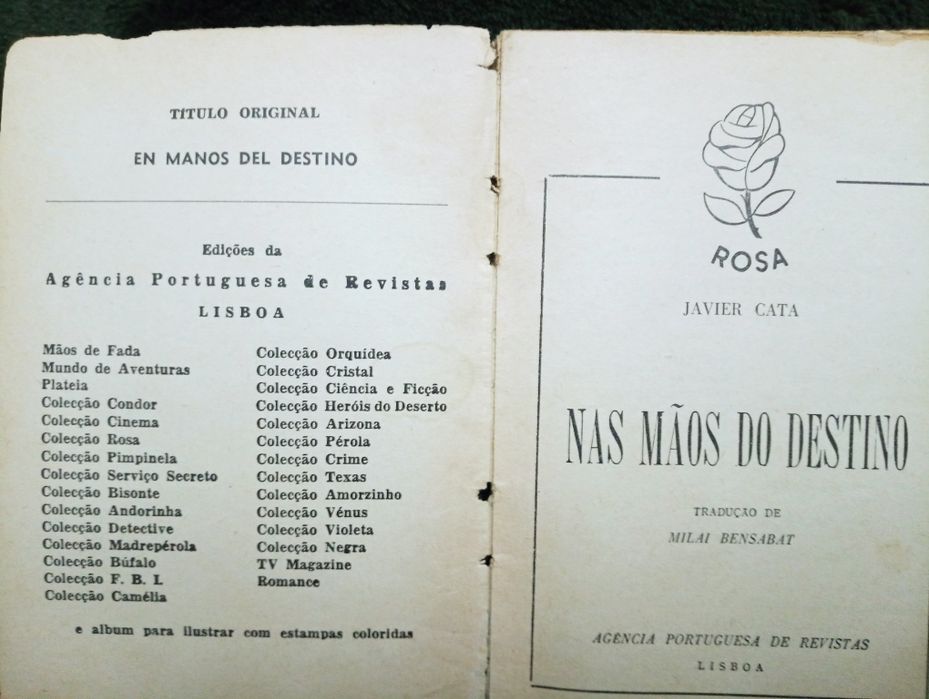 TÍTULO ORIGINAL
EN MANOS DEL DESTINO
Edições da
Agência Portuguesa de Revistas
LISBOA
Mãos de Fada
Mundo de Aventuras
Plateia
Colecção Condor
Colecção Cinema
Colecção Rosa
Colecção Pimpinela
Colecção Serviço Secreto
Colecção Bisonte
Colecção Andorinha
Colecção Detective
Colecção Madrepérola
Colecção Búfalo
Colecção F. B. I.
Colecção Camélia
Colecção Orquídea
Colecção Cristal
Colecção Ciência e Ficção
Colecção Heróis do Deserto
Colecção Arizona
Colecção Pérola
Colecção Crime
Colecção Texas
Colecção Amorzinho
Colecção Vénus
Colecção Violeta
Colecção Negra
TV Magazine
Romance
e album para ilustrar com estampas coloridas
ROSA
JAVIER CATA
NAS MÃOS DO DESTINO
TRADUÇÃO DE
MILAI BENSABAT
AGÊNCIA PORTUGUESA DE REVISTAS
LISBOA